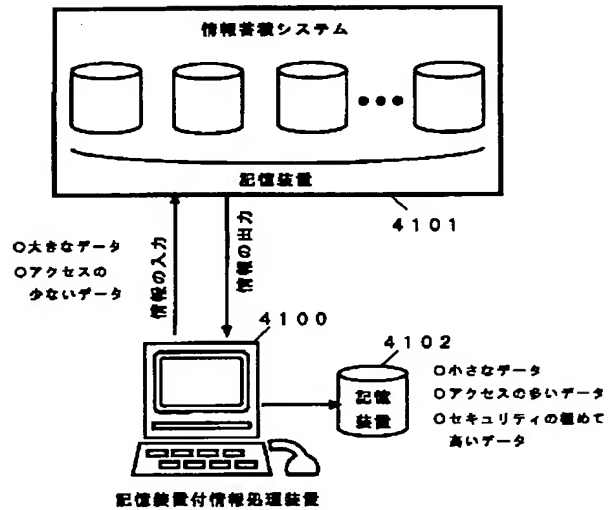 情報蓄積システム
記憶装置
4101
○大きなデータ
○アクセスの
少ないデータ
情報の入力
情報の出力
4100
4102
記憶
装置
○小さなデータ
○アクセスの多いデータ
○セキュリティの極めて
高いデータ
記憶装置付情報処理装置